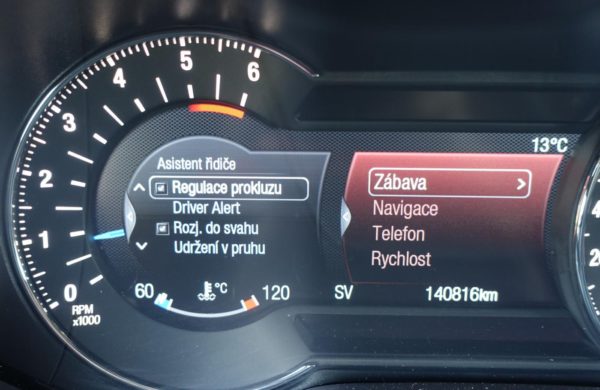 6
5
4
3
2
1
0
RPM
x1000
13°C
Asistent řidiče
Regulace prokluzu
Driver Alert
Rozj. do svahu
Udržení v pruhu
60
°C
120
Zábava
Navigace
Telefon
Rychlost
SV
140816km